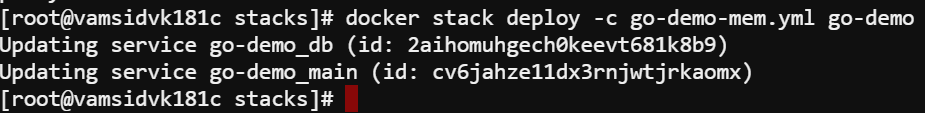 [root@vamsidvk181c stacks]# docker stack deploy -c go-demo-mem.yml go-demo
Updating service go-demo_db (id: 2aihomuhgech0keevt681k8b9)
Updating service go-demo_main (id: cv6jahze11dx3rnjwtjrkaomx)
[root@vamsidvk181c stacks]#